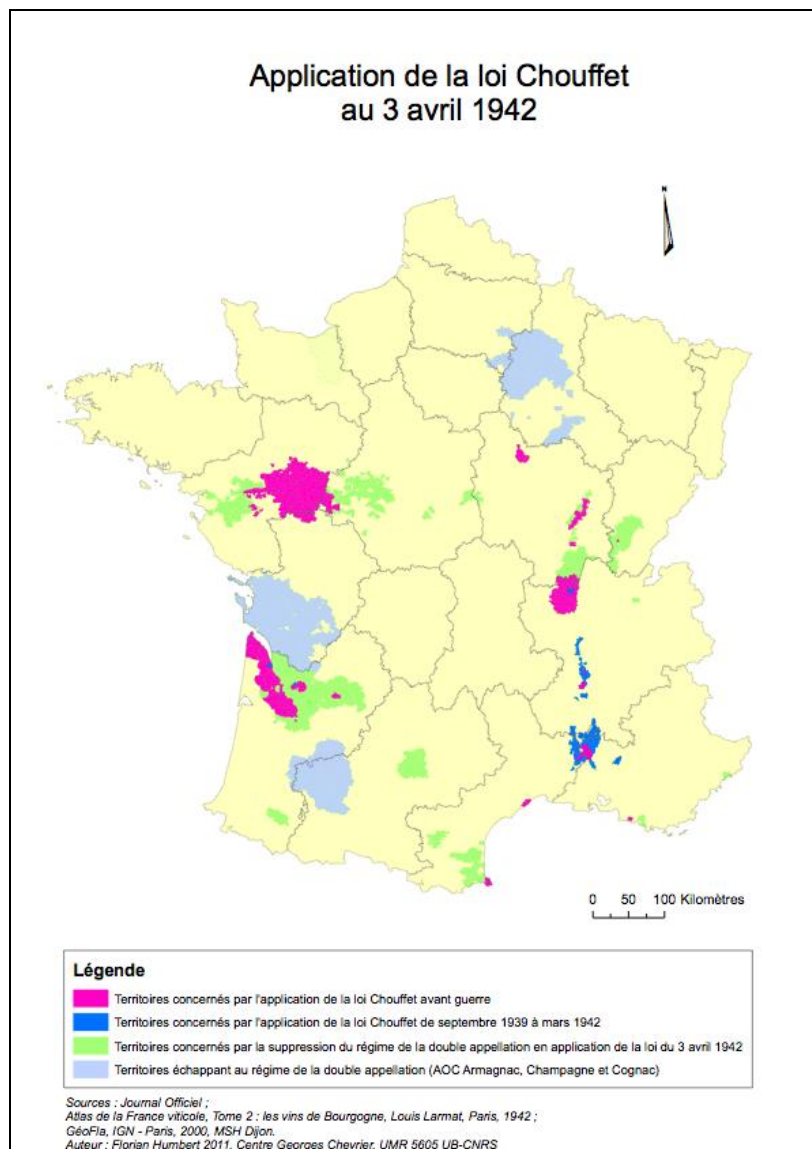 Application de la loi Chouffet
au 3 avril 1942
N
0 50 100 Kilomètres
Légende
Territoires concernés par l'application de la loi Chouffet avant guerre
Territoires concernés par l'application de la loi Chouffet de septembre 1939 à mars 1942
Territoires concernés par la suppression du régime de la double appellation en application de la loi du 3 avril 1942
Territoires échappant au régime de la double appellation (AOC Armagnac, Champagne et Cognac)
Sources : Journal Officiel ;
Atlas de la France viticole, Tome 2 : les vins de Bourgogne, Louis Larmat, Paris, 1942 ;
GéoFla, IGN - Paris, 2000, MSH Dijon.
Auteur : Florian Humbert 2011, Centre Georges Chevrier, UMR 5605 UB-CNRS